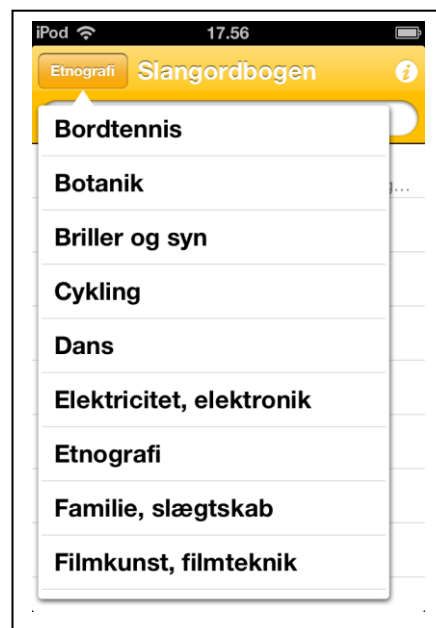 iPod 17.56
Etnografi Slangordbogen i
Bordtennis
Botanik
Briller og syn
Cykling
Dans
Elektricitet, elektronik
Etnografi
Familie, slægtskab
Filmkunst, filmteknik